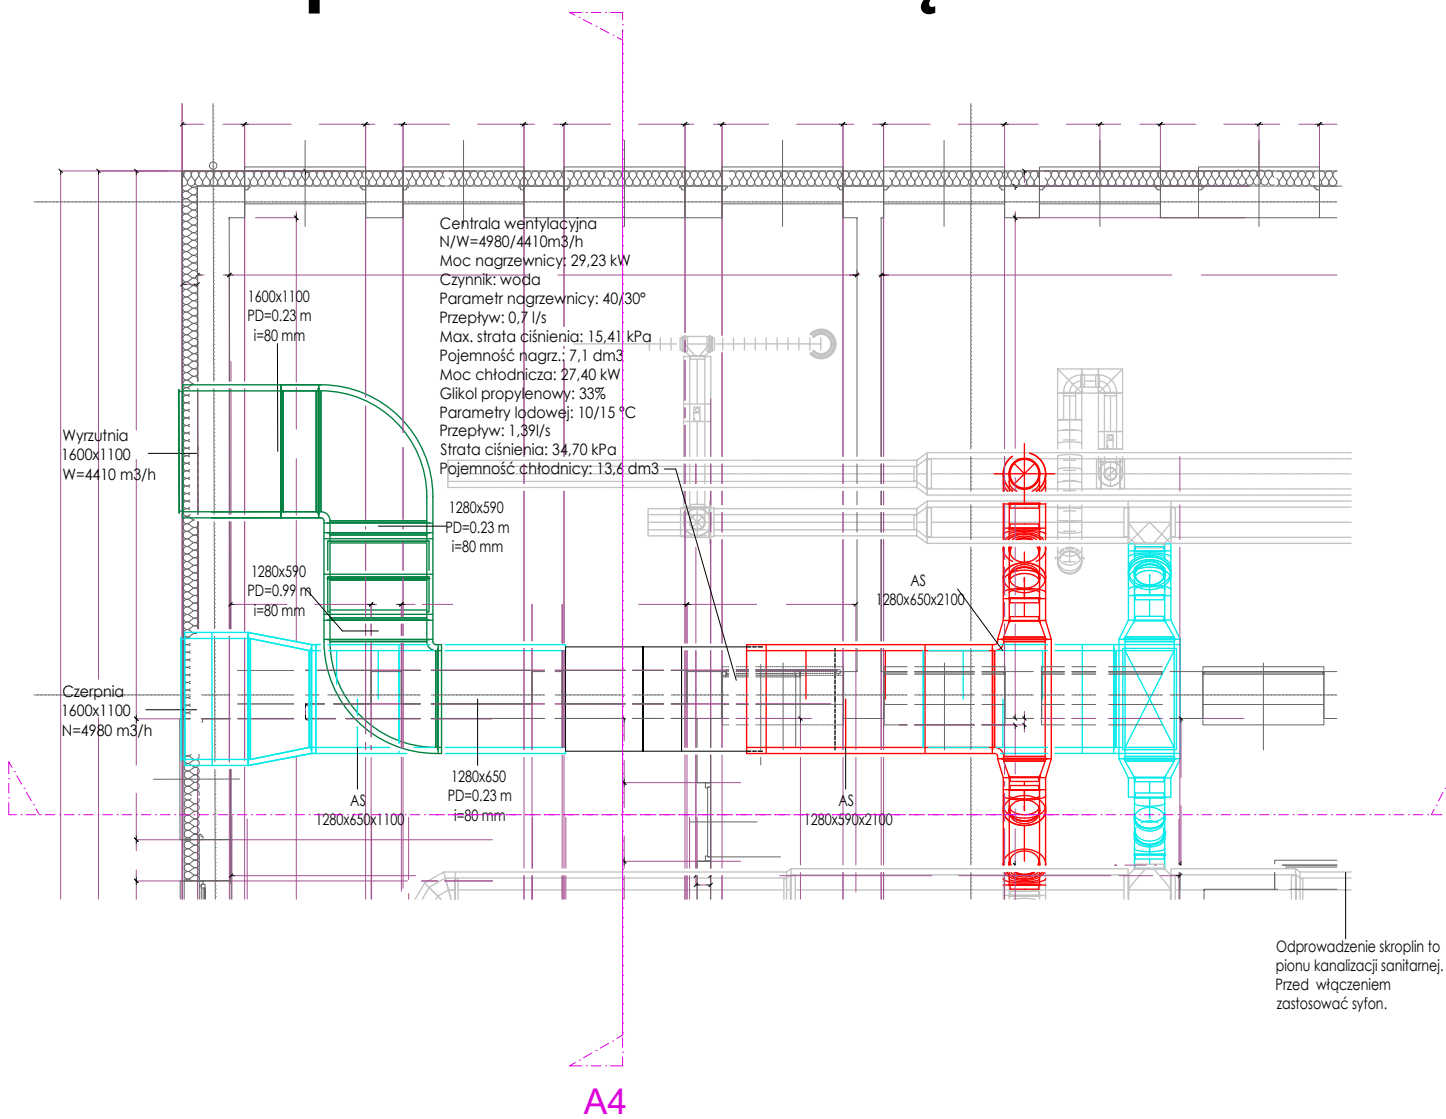 Centrala wentylacyjna
N/W=4980/4410m3/h
Moc nagrzewnicy: 29,23 kW
Czynnik: woda
Parametr nagrzewnicy: 40/30°
Przepływ: 0,7 l/s
Max. strata ciśnienia: 15,41 kPa
Pojemność nagrz.: 7,1 dm3
Moc chłodnicza: 27,40 kW
Glikol propylenowy: 33%
Parametry lodowej: 10/15 °C
Przepływ: 1,39l/s
Strata ciśnienia: 34,70 kPa
Pojemność chłodnicy: 13,6 dm3
1600x1100
PD=0.23 m
i=80 mm
Wyrzutnia
1600x1100
W=4410 m3/h
1280x590
PD=0.23 m
i=80 mm
1280x590
PD=0.99 m
i=80 mm
AS
1280x650x2100
Czerpnia
1600x1100
N=4980 m3/h
1280x650
PD=0.23 m
i=80 mm
AS
1280x650x1100
AS
1280x590x2100
Odprowadzenie skroplin to
pionu kanalizacji sanitarnej.
Przed włączeniem
zastosować syfon.
A4